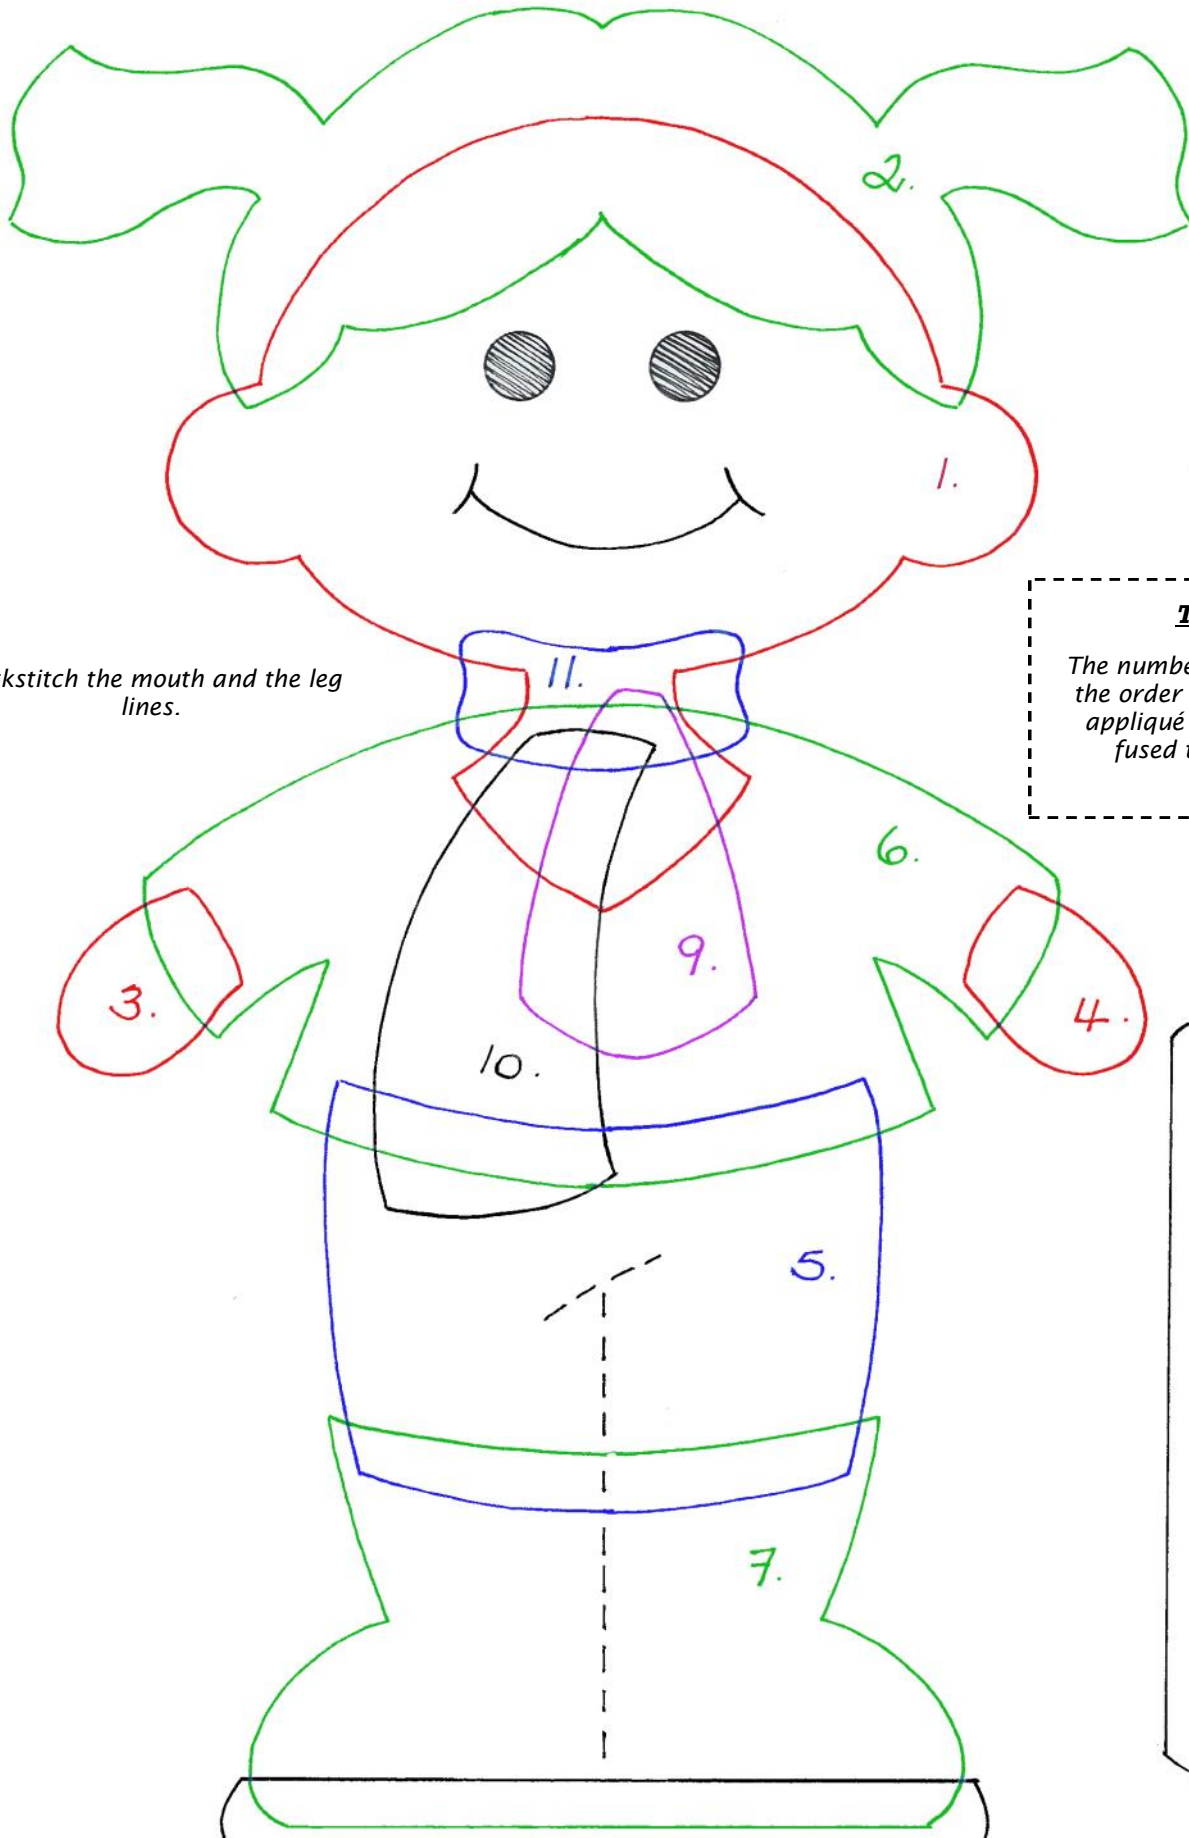 2.
1.
kstitch the mouth and the leg
lines.
11.
T
The numbe
the order
appliqué
fused t
6.
9.
3.
4.
10.
5.
7.